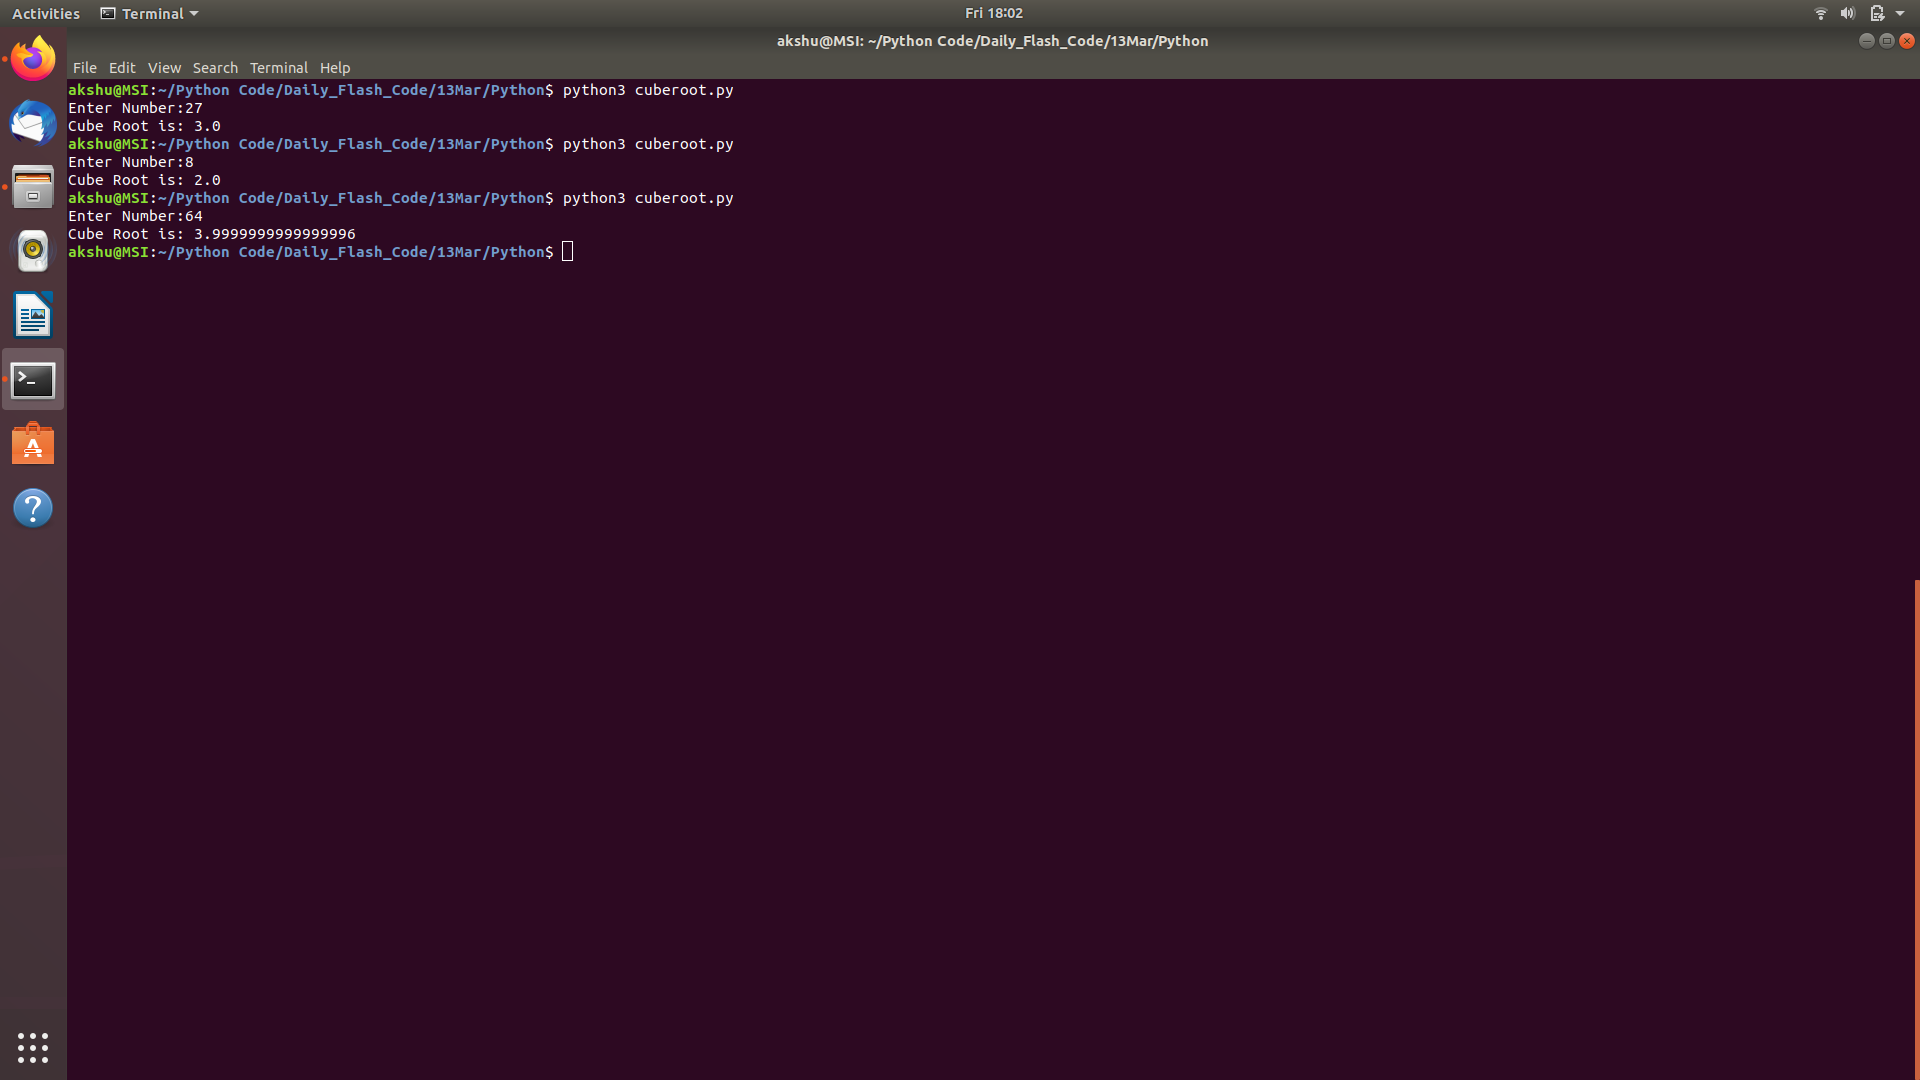 Activities Terminal Fri 18:02
akshu@MSI: ~/Python Code/Daily_Flash_Code/13Mar/Python
File Edit View Search Terminal Help
akshu@MSI:~/Python Code/Daily_Flash_Code/13Mar/Python$ python3 cuberoot.py
Enter Number:27
Cube Root is: 3.0
akshu@MSI:~/Python Code/Daily_Flash_Code/13Mar/Python$ python3 cuberoot.py
Enter Number:8
Cube Root is: 2.0
akshu@MSI:~/Python Code/Daily_Flash_Code/13Mar/Python$ python3 cuberoot.py
Enter Number:64
Cube Root is: 3.9999999999999996
akshu@MSI:~/Python Code/Daily_Flash_Code/13Mar/Python$